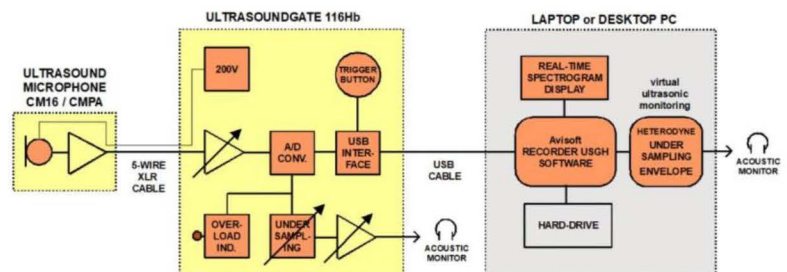 ULTRASOUNDGATE 116Hb
LAPTOP or DESKTOP PC
ULTRASOUND
MICROPHONE
CM16 / CMPA
200V
TRIGGER
BUTTON
REAL-TIME
SPECTROGRAM
DISPLAY
virtual
ultrasonic
monitoring
A/D
CONV.
USB
INTER-
FACE
Avisoft
RECORDER USGH
SOFTWARE
HETERODYNE
UNDER
SAMPLING
ENVELOPE
5-WIRE
XLR
CABLE
USB
CABLE
ACOUSTIC
MONITOR
OVER-
LOAD
IND.
UNDER
SAMPL-
ING
ACOUSTIC
MONITOR
HARD-DRIVE